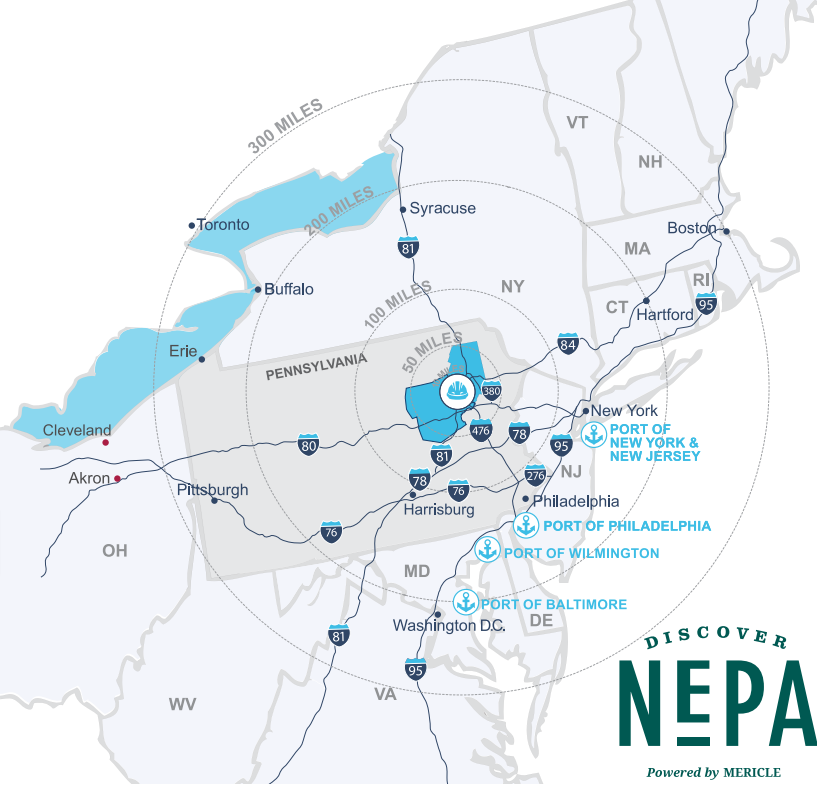 300 MILES
VT
NH
200 MILES
Toronto
Syracuse
Boston
81
MA
NY
RI
Buffalo
100 MILES
CT
95
Hartford
84
50 MILES
Erie
PENNSYLVANIA
380
New York
Cleveland
476
78
PORT OF
NEW YORK &
NEW JERSEY
80
95
81
NJ
Akron
78
276
76
Pittsburgh
Harrisburg
Philadelphia
76
PORT OF PHILADELPHIA
OH
PORT OF WILMINGTON
MD
PORT OF BALTIMORE
Washington D.C.
DE
81
95
VA
WV
DISCOVER
NEPA
Powered by MERICLE